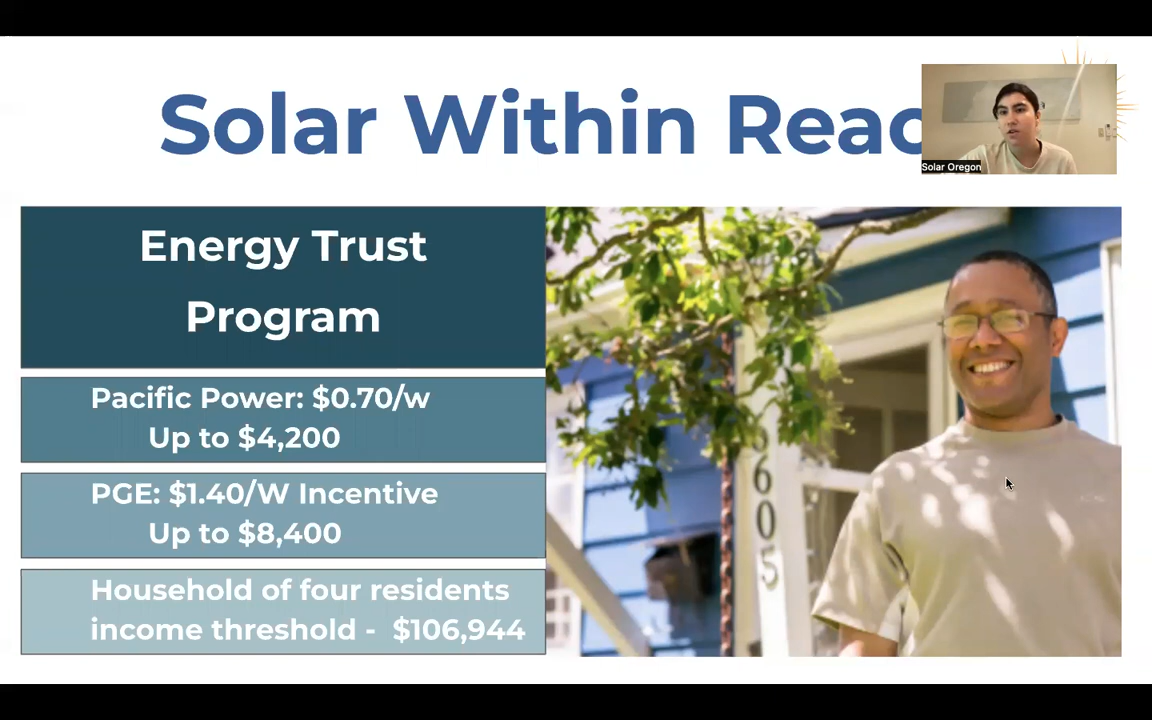 Solar Within Reac
Solar Oregon
Energy Trust
Program
Pacific Power: $0.70/w
Up to $4,200
PGE: $1.40/W Incentive
Up to $8,400
Household of four residents
income threshold - $106,944
6605